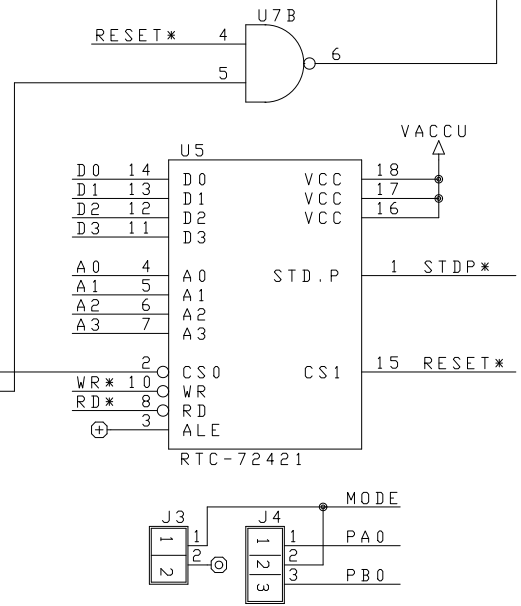 U7B
RESET* 4
5
6
VACCU
U5
D0 14 D0 VCC 18
D1 13 D1 VCC 17
D2 12 D2 VCC 16
D3 11 D3
A0 4 A0 STD.P 1 STDP*
A1 5 A1
A2 6 A2
A3 7 A3
2 CS0 CS1 15 RESET*
WR* 10 WR
RD* 8 RD
3 ALE
RTC-72421
MODE
J3 J4
1 1 1 1 PA0
2 2 2 2
3 3 PB0